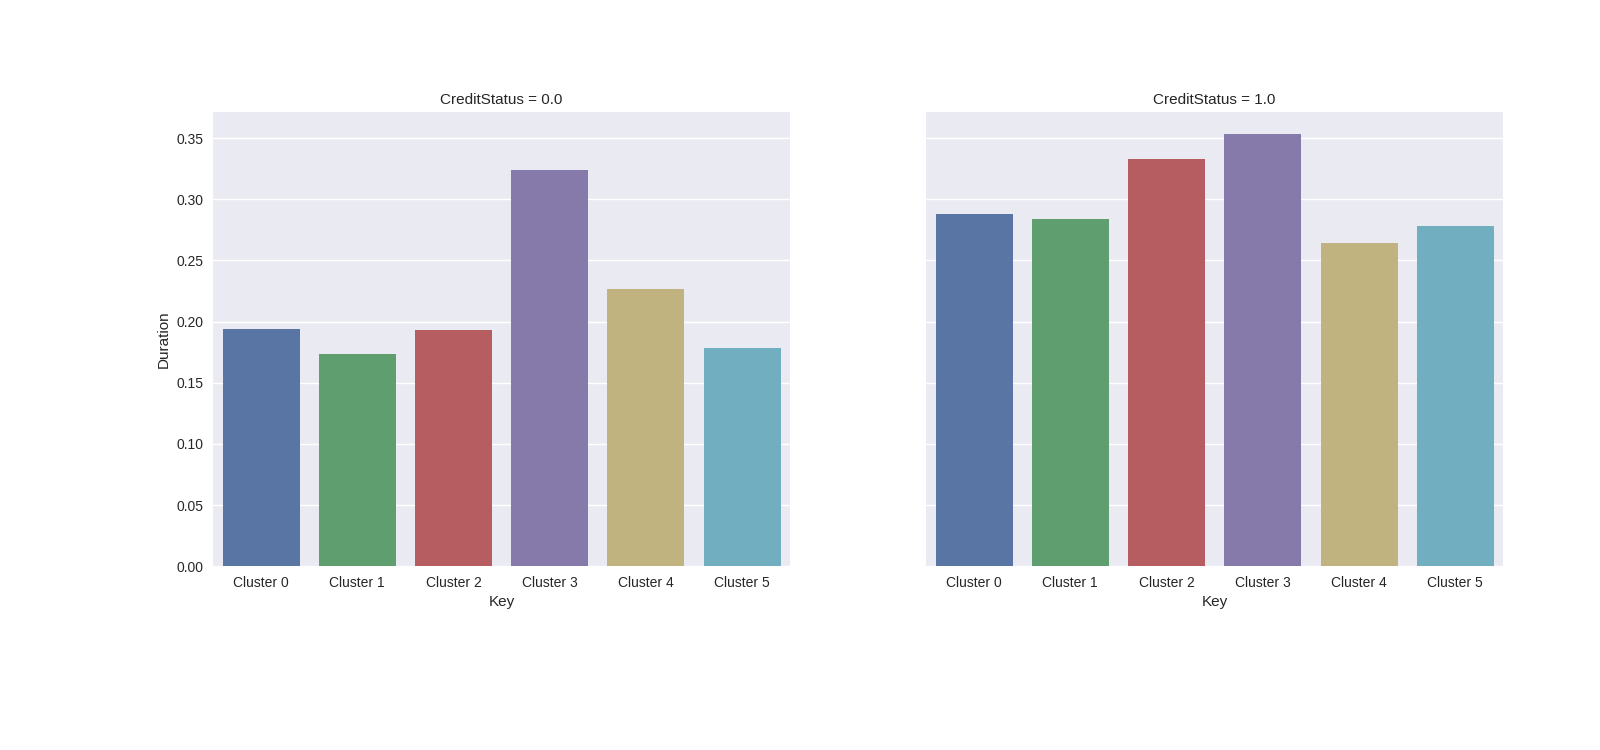 CreditStatus = 0.0
0.35
0.30
0.25
0.20
0.15
0.10
0.05
0.00
Duration
Cluster 0 Cluster 1 Cluster 2 Cluster 3 Cluster 4 Cluster 5
Key
CreditStatus = 1.0
Cluster 0 Cluster 1 Cluster 2 Cluster 3 Cluster 4 Cluster 5
Key